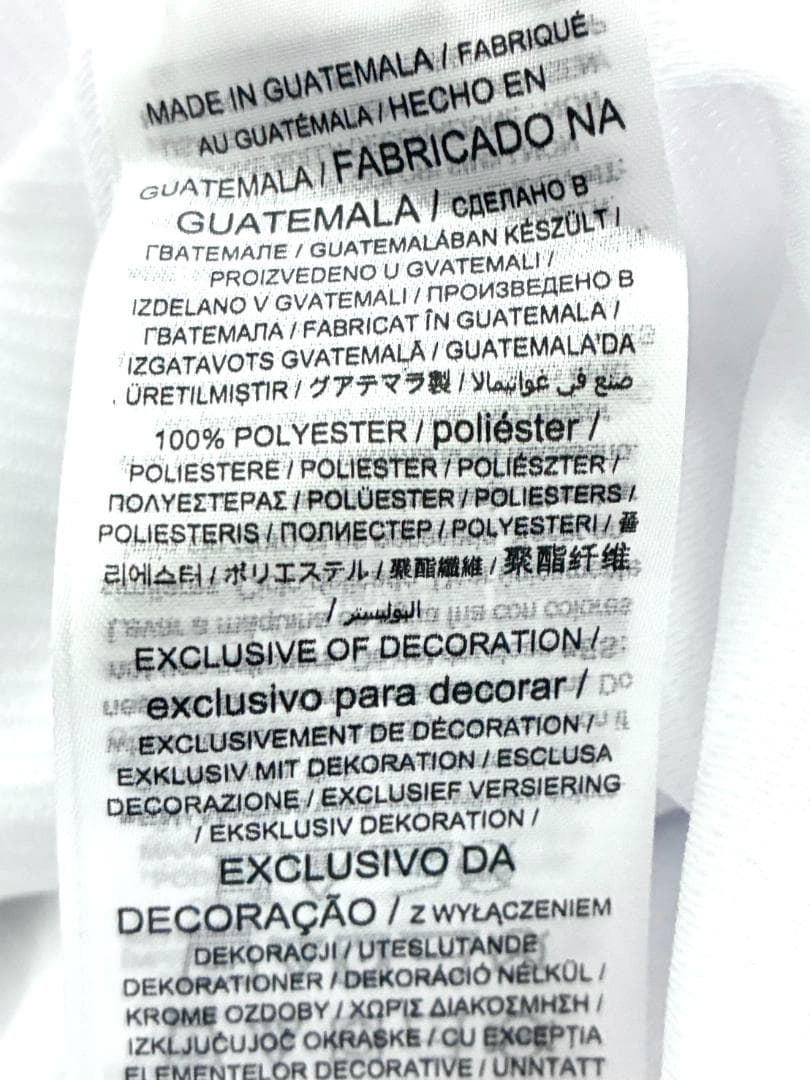 MADE IN GUATEMALA / FABRIQUÉ
AU GUATÉMALA / HECHO EN
GUATEMALA / FABRICADO NA
GUATEMALA / СДЕЛАНО В
ГВАТЕМАЛЕ / GUATEMALÁBAN KÉSZÜLT /
PROIZVEDENO U GVATEMALI /
IZDELANO V GVATEMALI / ПРОИЗВЕДЕНО В
ГВАТЕМАЛА / FABRICAT ÎN GUATEMALA /
IZGATAVOTS GVATEMALĀ / GUATEMALA'DA
ÜRETILMIŞTIR / グアテマラ製 / صنع في غواتيمالا
100% POLYESTER / poliéster /
POLIESTERE / POLIESTER / POLIÉSZTER /
ΠΟΛΥΕΣΤΕΡΑΣ / POLÜESTER / POLIESTERS /
POLIESTERIS / ПОЛИЕСТЕР / POLYESTERI / 폴
리에스터 / ポリエステル / 聚酯纖維 / 聚酯纤维
/ البوليستر
EXCLUSIVE OF DECORATION /
exclusivo para decorar /
EXCLUSIVEMENT DE DÉCORATION /
EXKLUSIV MIT DEKORATION / ESCLUSA
DECORAZIONE / EXCLUSIEF VERSIERING
/ EKSKLUSIV DEKORATION /
EXCLUSIVO DA
DECORAÇÃO / Z WYŁĄCZENIEM
DEKORACJI / UTESLUTANDE
DEKORATIONER / DEKORÁCIÓ NÉLKÜL /
KROME OZDOBY / ΧΩΡΙΣ ΔΙΑΚΟΣΜΗΣΗ /
IZKLJUČUJOČ OKRASKE / CU EXCEPȚIA
ELEMENTELOR DECORATIVE / UNNTATT